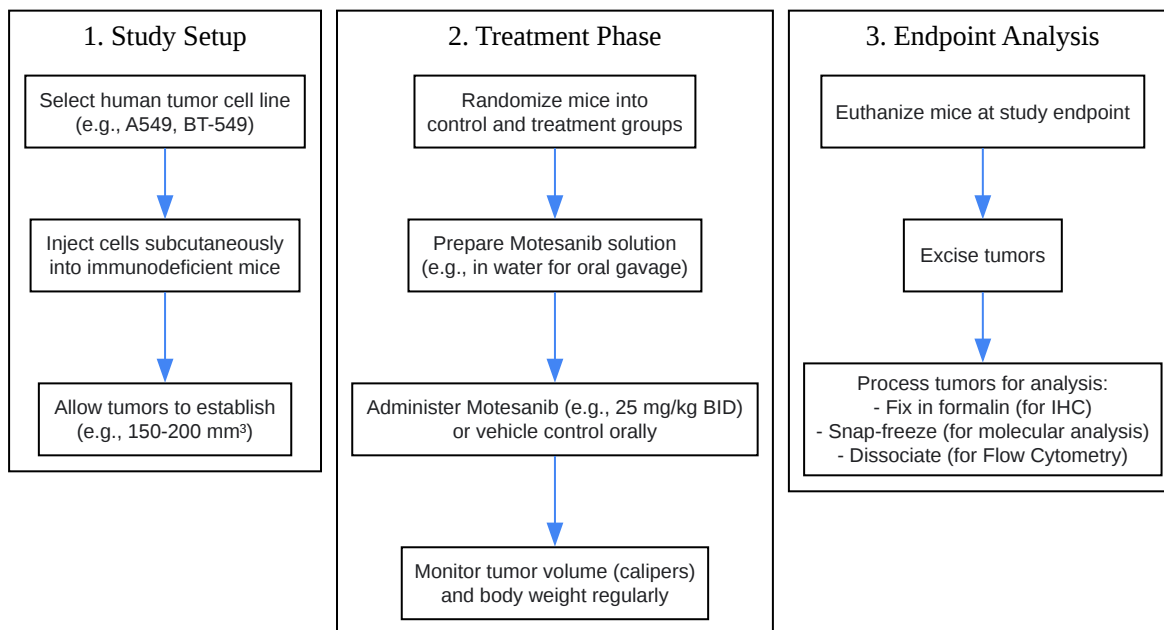 1. Study Setup
Select human tumor cell line
(e.g., A549, BT-549)
Inject cells subcutaneously
into immunodeficient mice
Allow tumors to establish
(e.g., 150-200 mm³)
2. Treatment Phase
Randomize mice into
control and treatment groups
Prepare Motesanib solution
(e.g., in water for oral gavage)
Administer Motesanib (e.g., 25 mg/kg BID)
or vehicle control orally
Monitor tumor volume (calipers)
and body weight regularly
3. Endpoint Analysis
Euthanize mice at study endpoint
Excise tumors
Process tumors for analysis:
- Fix in formalin (for IHC)
- Snap-freeze (for molecular analysis)
- Dissociate (for Flow Cytometry)